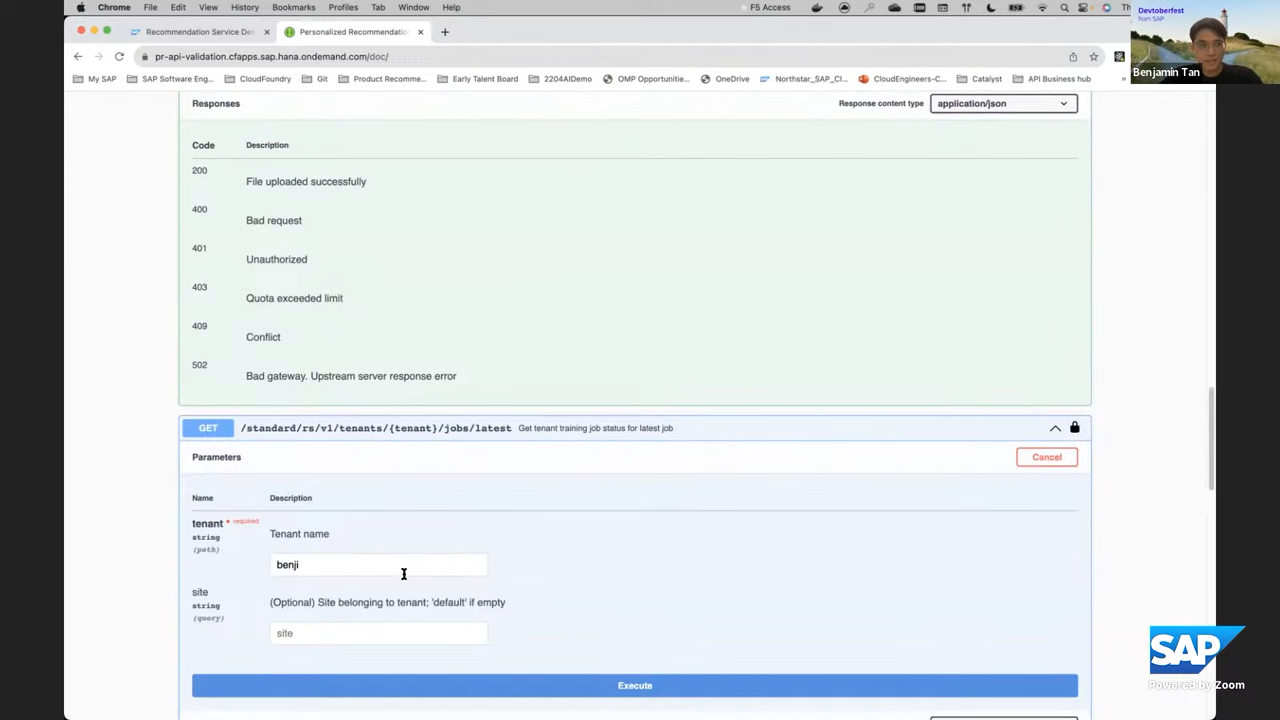 Chrome File Edit View History Bookmarks Profiles Tab Window Help F5 Access Th
Recommendation Service De
Personalized Recommendatio
pr-api-validation.cfapps.sap.hana.ondemand.com/doc/
My SAP SAP Software Eng... CloudFoundry Git Product Recomme... Early Talent Board 2204AIDemo OMP Opportunitie... OneDrive Northstar_SAP_CI... CloudEngineers-C... Catalyst API Business hub »
Devtoberfest
from SAP
Benjamin Tan
Responses
Response content type application/json
Code Description
200
File uploaded successfully
400
Bad request
401
Unauthorized
403
Quota exceeded limit
409
Conflict
502
Bad gateway. Upstream server response error
GET /standard/rs/v1/tenants/{tenant}/jobs/latest Get tenant training job status for latest job
Parameters Cancel
Name Description
tenant * required
string
(path)
Tenant name
benji
site
string
(query)
(Optional) Site belonging to tenant; 'default' if empty
site
Execute
SAP
Powered by Zoom